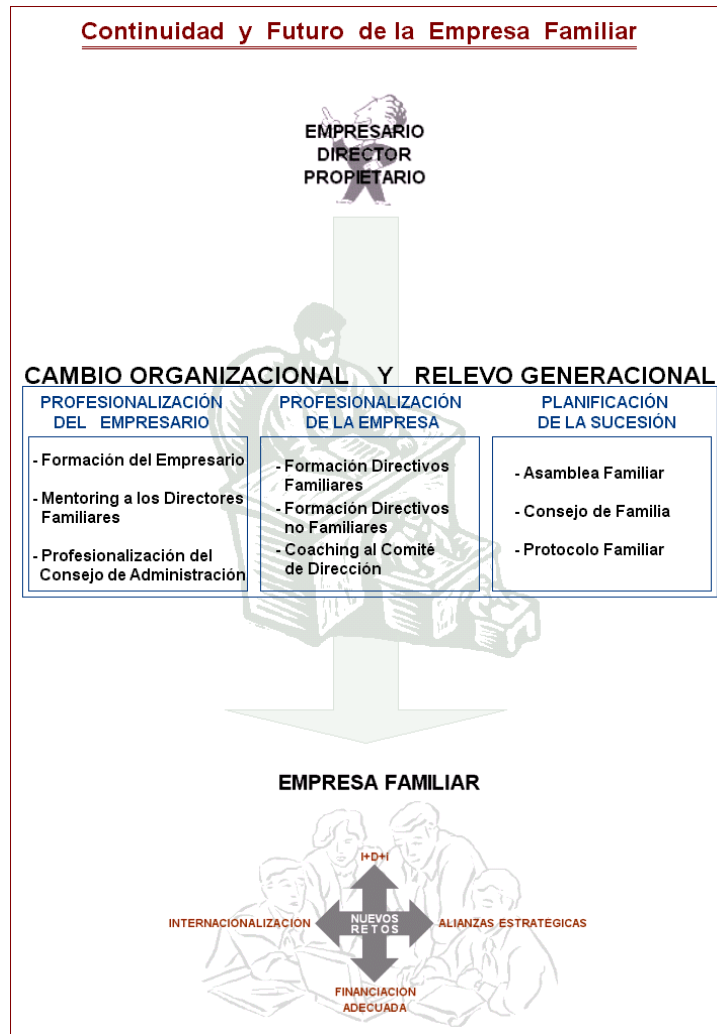 Continuidad y Futuro de la Empresa Familiar
EMPRESARIO
DIRECTOR
PROPIETARIO
CAMBIO ORGANIZACIONAL Y RELEVO GENERACIONAL
PROFESIONALIZACIÓN
DEL EMPRESARIO
- Formación del Empresario
- Mentoring a los Directores
Familiares
- Profesionalización del
Consejo de Administración
PROFESIONALIZACIÓN
DE LA EMPRESA
- Formación Directivos
Familiares
- Formación Directivos
no Familiares
- Coaching al Comité
de Dirección
PLANIFICACIÓN
DE LA SUCESIÓN
- Asamblea Familiar
- Consejo de Familia
- Protocolo Familiar
EMPRESA FAMILIAR
I+D+I
INTERNACIONALIZACION
NUEVOS
RETOS
ALIANZAS ESTRATEGICAS
FINANCIACION
ADECUADA